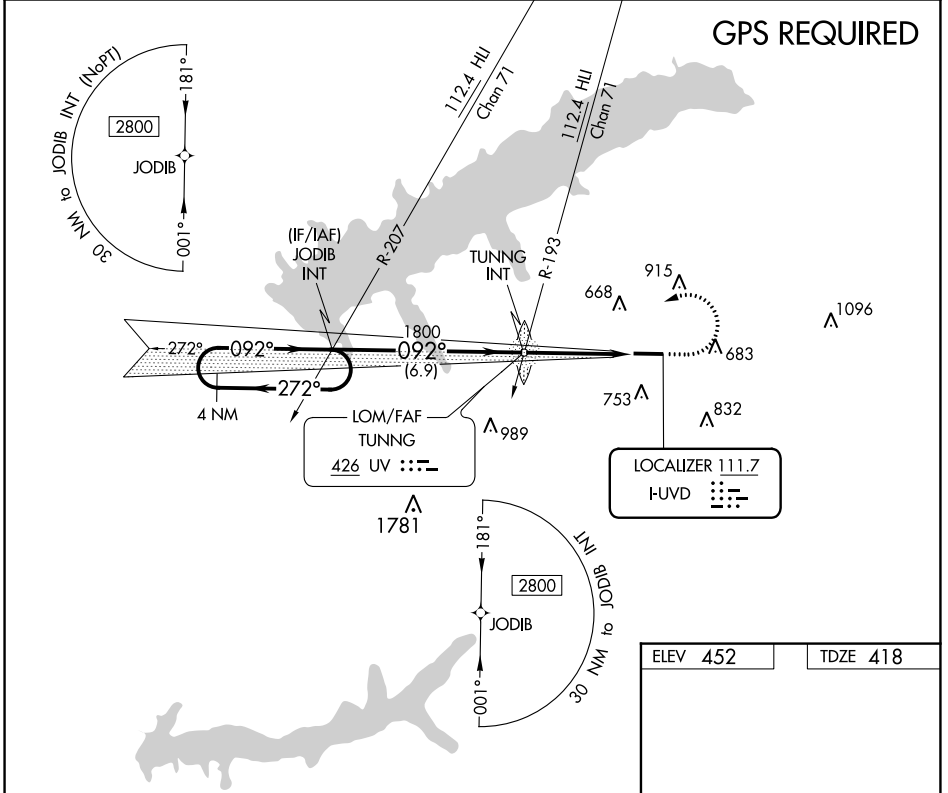 GPS REQUIRED
30 NM to JODIB INT (NoPT)
181°
2800
JODIB
001°
112.4 HLI
Chan 71
112.4 HLI
Chan 71
R-207
R-193
(IF/IAF)
JODIB
INT
TUNNG
INT
915
668
1096
1800
272°
092°
092°
(6.9)
683
272°
4 NM
753
832
989
LOM/FAF
TUNNG
426 UV
LOCALIZER 111.7
I-UVD
1781
181°
2800
JODIB
001°
30 NM to JODIB INT
ELEV 452
TDZE 418